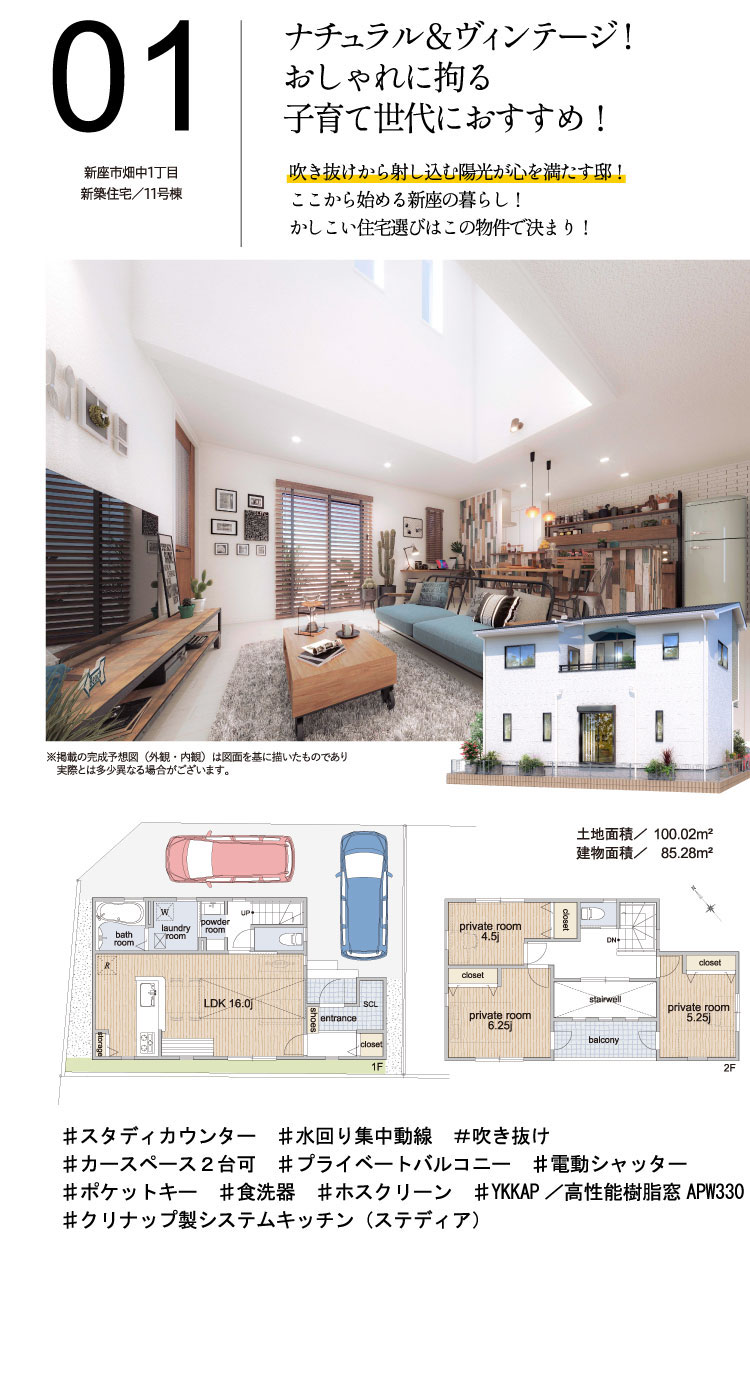 01
新座市畑中1丁目
新築住宅／11号棟
ナチュラル＆ヴィンテージ！
おしゃれに拘る
子育て世代におすすめ！
吹き抜けから射し込む陽光が心を満たす邸！
ここから始める新座の暮らし！
かしこい住宅選びはこの物件で決まり！
※掲載の完成予想図（外観・内観）は図面を基に描いたものであり
実際とは多少異なる場合がございます。
土地面積／ 100.02m²
建物面積／ 85.28m²
bath
room
W
laundry
room
powder
room
UP
R
LDK 16.0j
storage
shoes
SCL
entrance
closet
1F
private room
4.5j
closet
DN
closet
private room
6.25j
stairwell
balcony
closet
private room
5.25j
2F
♯スタディカウンター　♯水回り集中動線　＃吹き抜け
♯カースペース２台可　♯プライベートバルコニー　♯電動シャッター
♯ポケットキー　♯食洗器　♯ホスクリーン　♯YKKAP ／高性能樹脂窓 APW330
♯クリナップ製システムキッチン（ステディア）